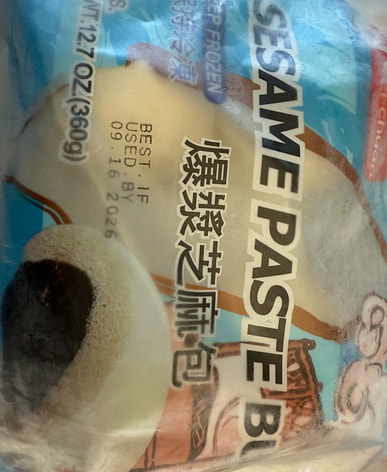 SESAME PASTE BU
爆漿芝麻包
EP FROZEN
WT. 12.7 OZ.(360g)
BEST.IF
USED.BY
09.16 2026